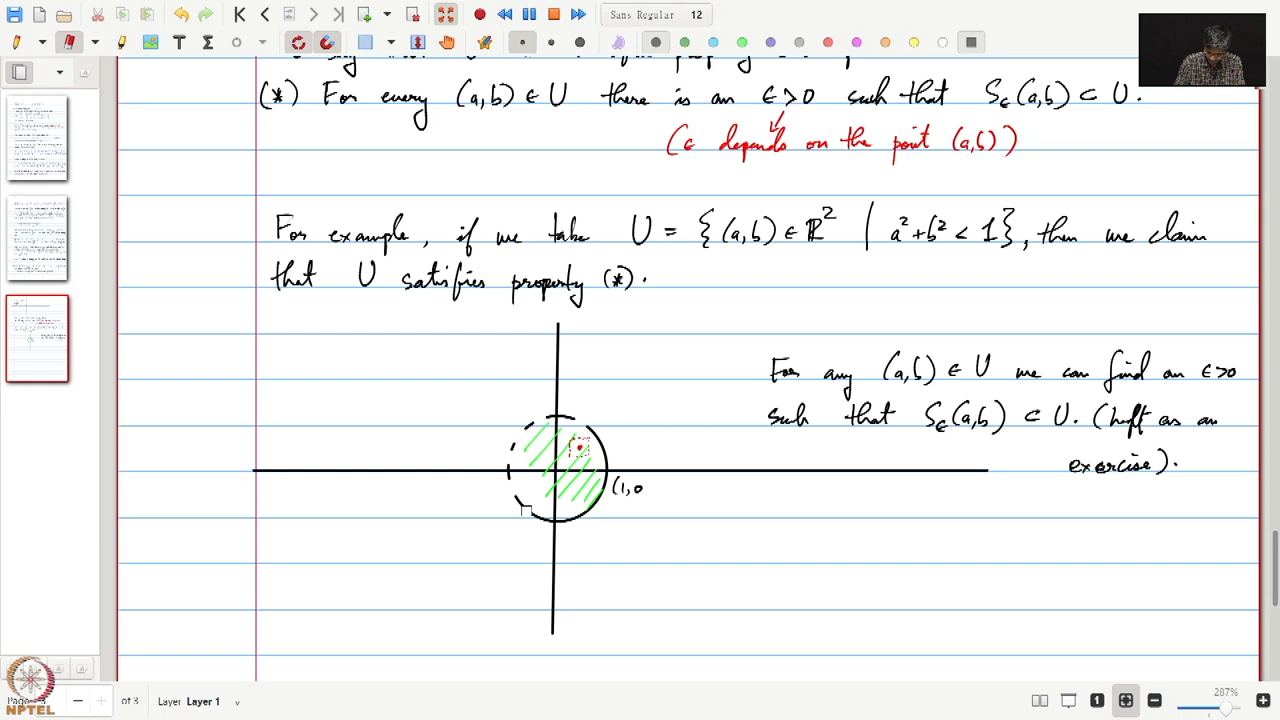 Sans Regular 12
(*) For every (a,b) ∈ U there is an ε>0 such that Sε(a,b) ⊂ U.
(ε depends on the point (a,b))
For example, if we take U = {(a,b) ∈ ℝ² | a²+b² < 1}, then we claim
that U satisfies property (*).
For any (a,b) ∈ U we can find an ε>0
such that Sε(a,b) ⊂ U. (Left as an
exercise).
(1,0
NPTEL
of 3 Layer Layer 1
287%